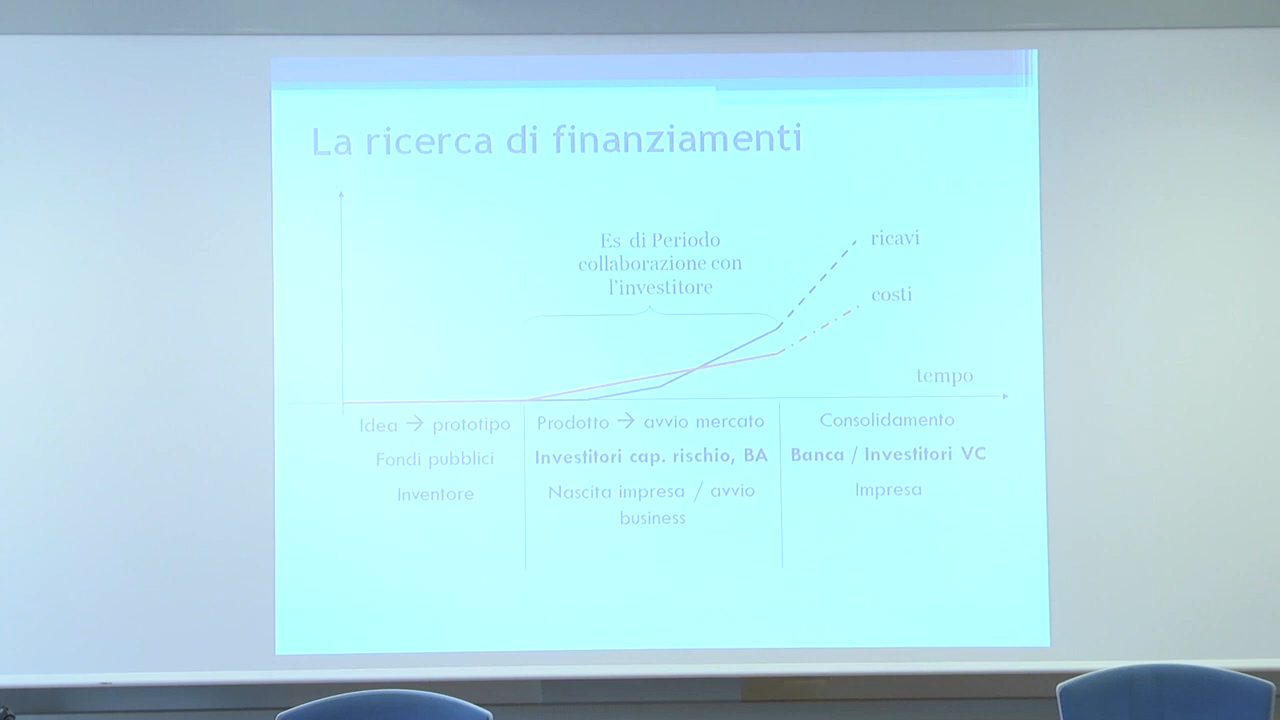 La ricerca di finanziamenti
Es di Periodo
collaborazione con
l'investitore
ricavi
costi
tempo
Idea → prototipo
Fondi pubblici
Inventore
Prodotto → avvio mercato
Investitori cap. rischio, BA
Nascita impresa / avvio
business
Consolidamento
Banca / Investitori VC
Impresa